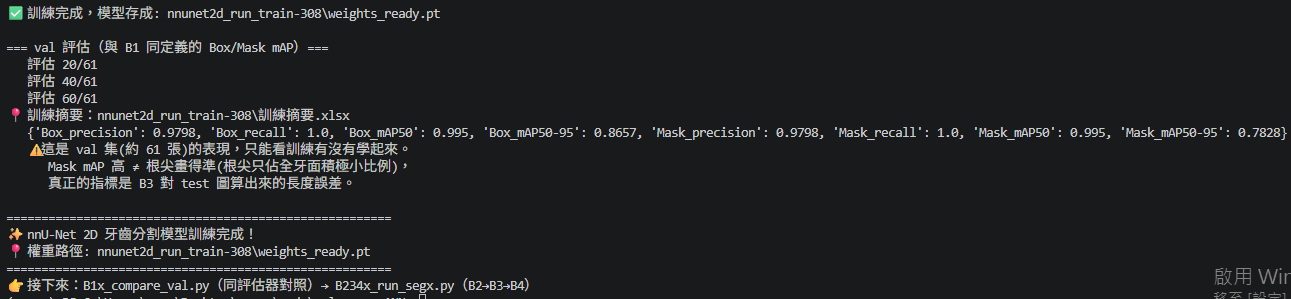 ✅ 訓練完成，模型存成: nnunet2d_run_train-308\weights_ready.pt
=== val 評估（與 B1 同定義的 Box/Mask mAP）===
評估 20/61
評估 40/61
評估 60/61
📍 訓練摘要：nnunet2d_run_train-308\訓練摘要.xlsx
{'Box_precision': 0.9798, 'Box_recall': 1.0, 'Box_mAP50': 0.995, 'Box_mAP50-95': 0.8657, 'Mask_precision': 0.9798, 'Mask_recall': 1.0, 'Mask_mAP50': 0.995, 'Mask_mAP50-95': 0.7828}
⚠️這是 val 集(約 61 張)的表現，只能看訓練有沒有學起來。
Mask mAP 高 ≠ 根尖畫得準(根尖只佔全牙面積極小比例)，
真正的指標是 B3 對 test 圖算出來的長度誤差。
=======================================================
✨ nnU-Net 2D 牙齒分割模型訓練完成！
📍 權重路徑: nnunet2d_run_train-308\weights_ready.pt
=======================================================
👉 接下來：B1x_compare_val.py（同評估器對照）→ B234x_run_segx.py（B2→B3→B4）
啟用 Win